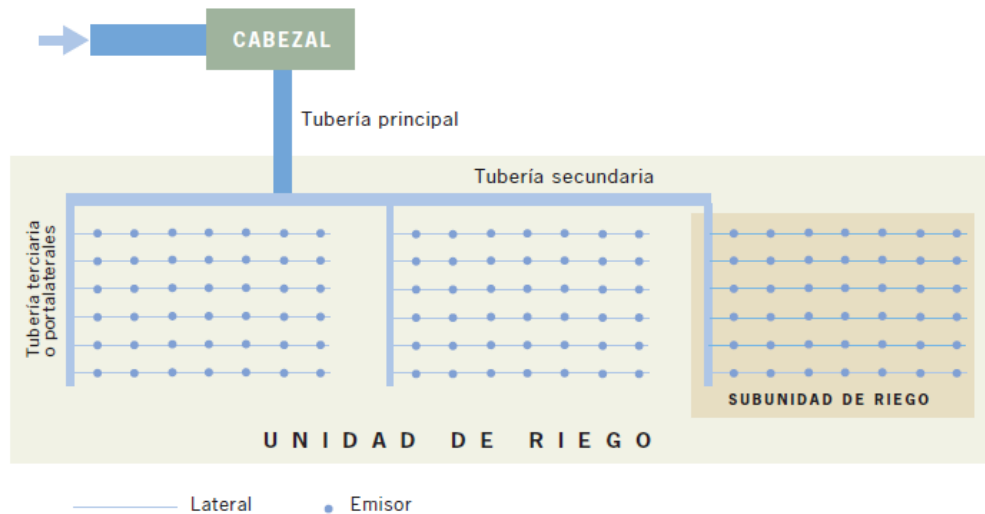 CABEZAL
Tubería principal
Tubería secundaria
Tubería terciaria
o portalaterales
SUBUNIDAD DE RIEGO
UNIDAD DE RIEGO
Lateral
Emisor